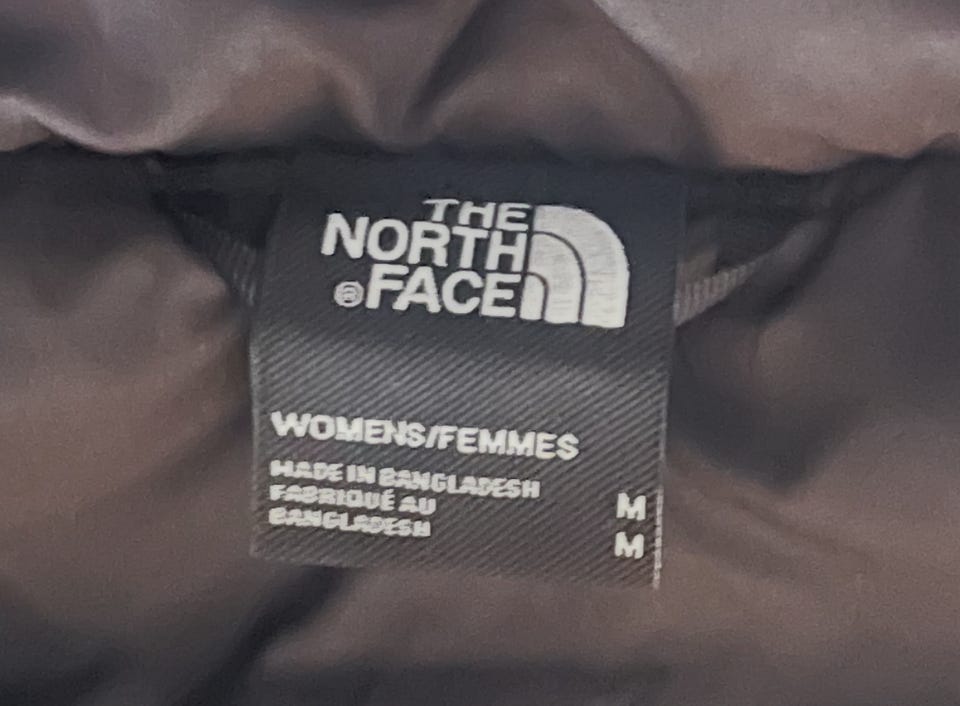 THE
NORTH
®FACE
WOMENS/FEMMES
MADE IN BANGLADESH
FABRIQUÉ AU
BANGLADESH
M
M